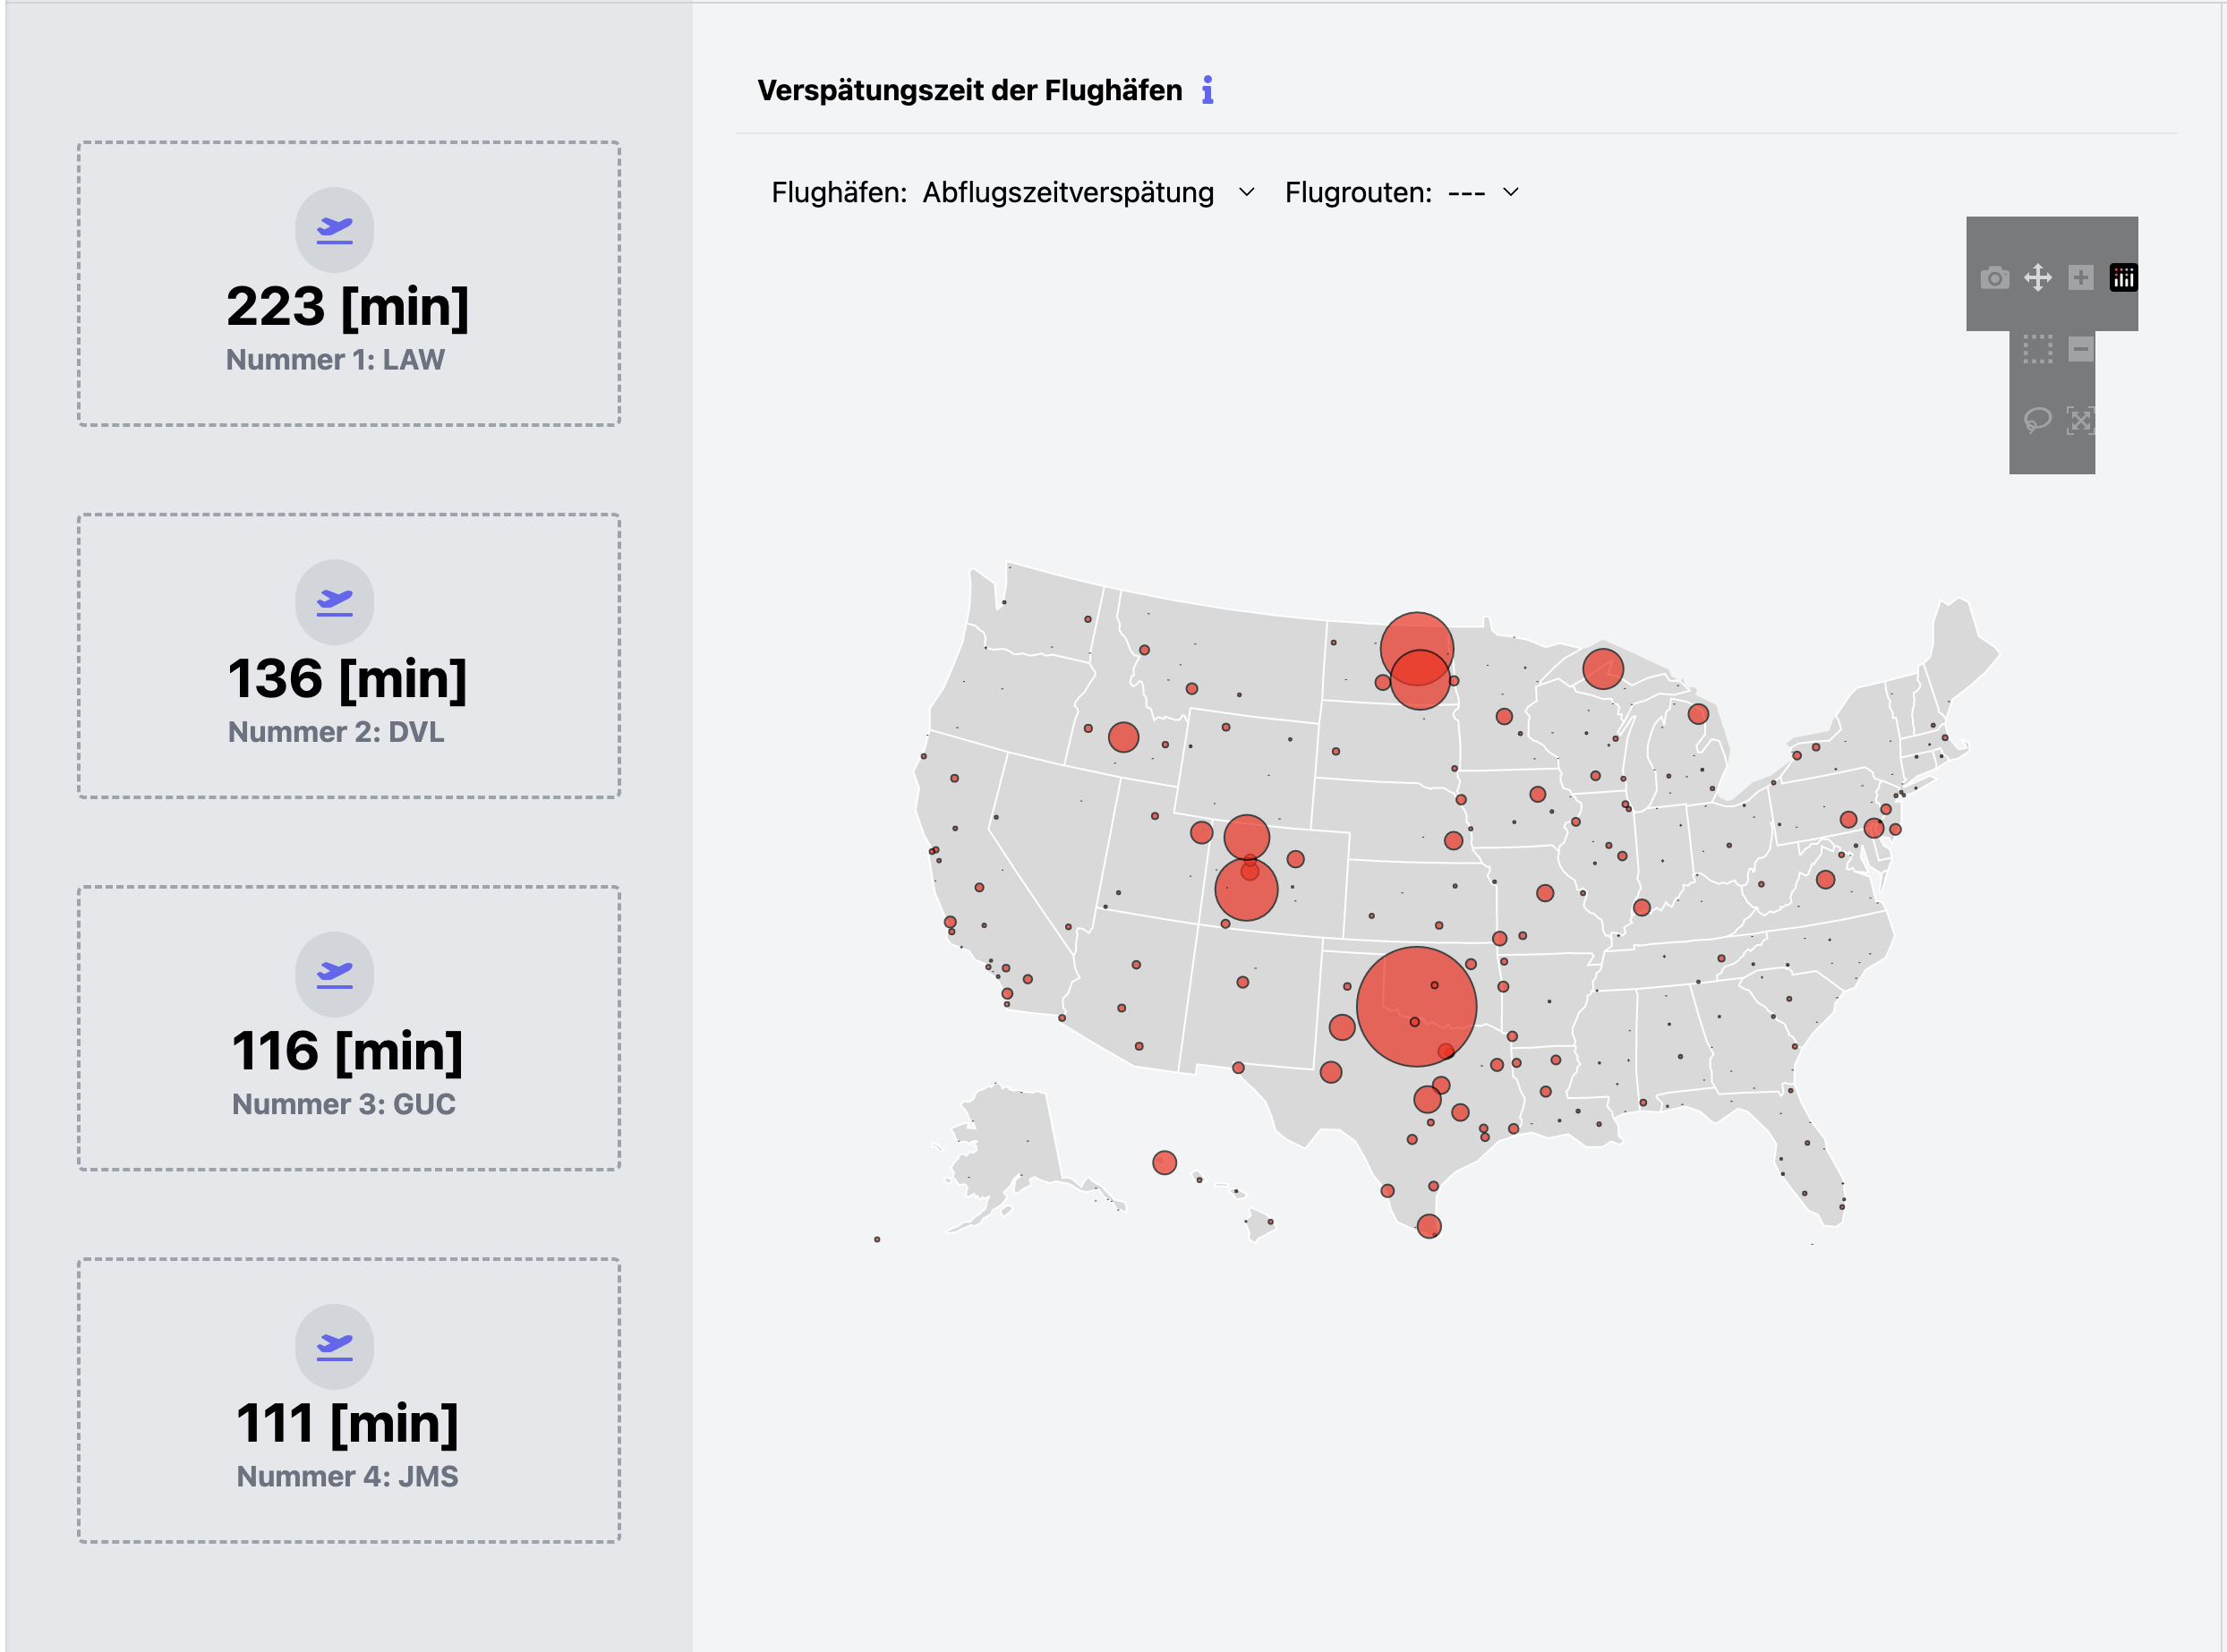 Verspätungszeit der Flughäfen
Flughäfen: Abflugszeitverspätung Flugrouten: ---
223 [min]
Nummer 1: LAW
136 [min]
Nummer 2: DVL
116 [min]
Nummer 3: GUC
111 [min]
Nummer 4: JMS